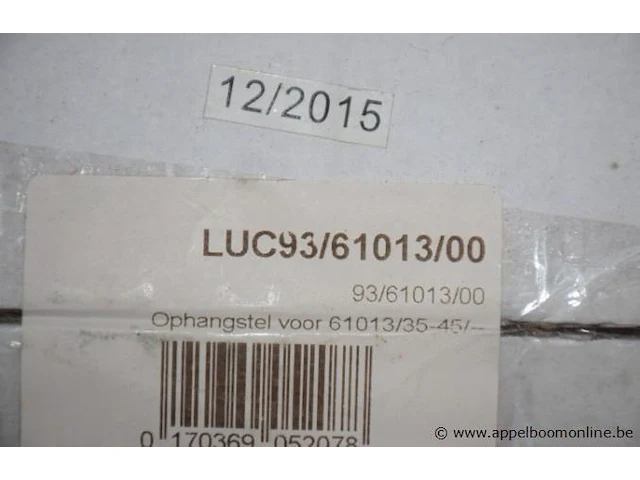 12/2015
LUC93/61013/00
93/61013/00
Ophangstel voor 61013/35-45/--
0 170369 052078
© www.appelboomonline.be